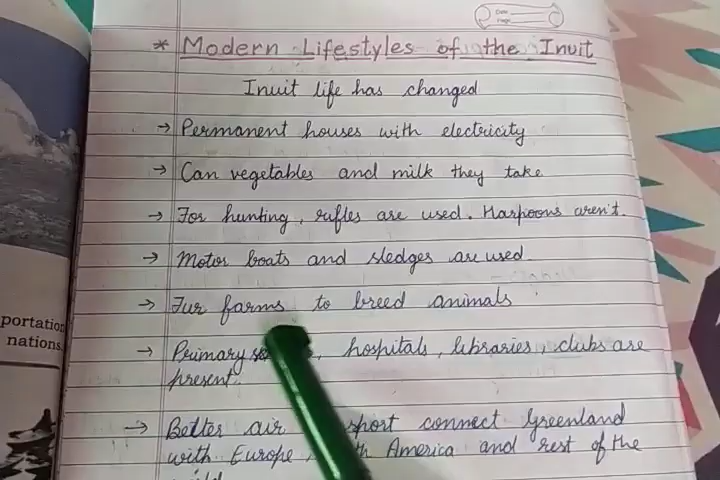 * Modern Lifestyles of the Inuit
Inuit life has changed
→ Permanent houses with electricity
→ Can vegetables and milk they take
→ For hunting, rifles are used. Harpoons aren't.
→ Motor boats and sledges are used.
→ Fur farms to breed animals
→ Primary hospitals, libraries, clubs are
present.
→ Better air connect Greenland
with Europe, America and rest of the
portation
nations.